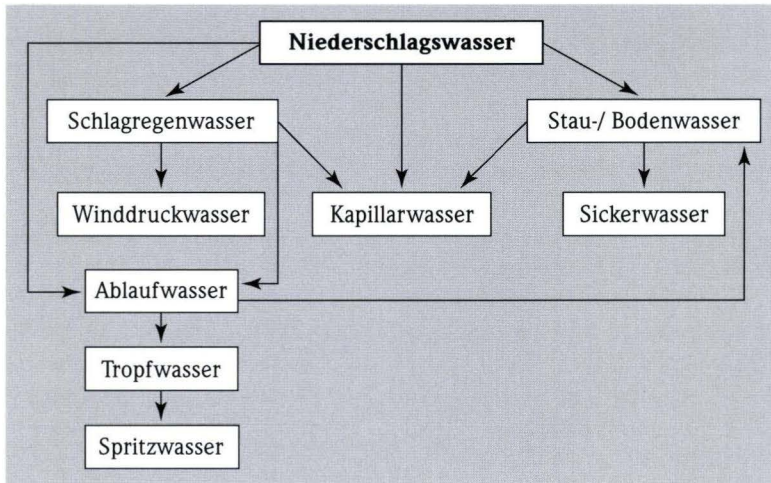 Niederschlagswasser
Schlagregenwasser
Stau-/ Bodenwasser
Winddruckwasser
Kapillarwasser
Sickerwasser
Ablaufwasser
Tropfwasser
Spritzwasser